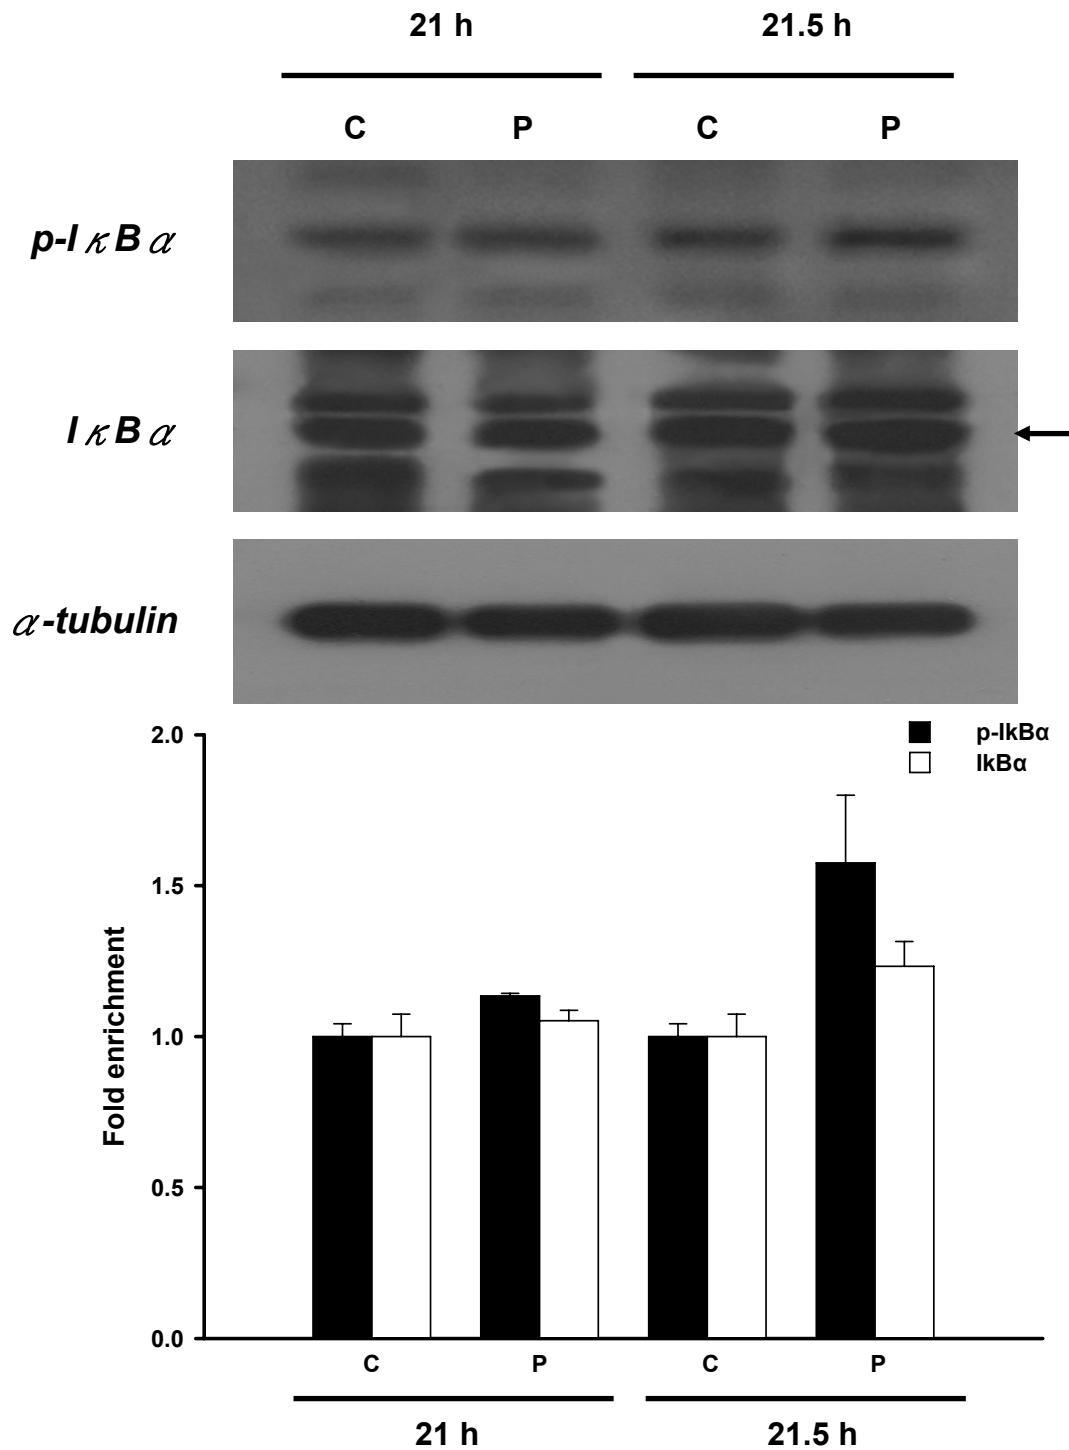 21 h 21.5 h
C P C P
p-IκBα
IκBα
α-tubulin
2.0
1.5
1.0
0.5
0.0
Fold enrichment
p-IkBα
IkBα
C P C P
21 h 21.5 h